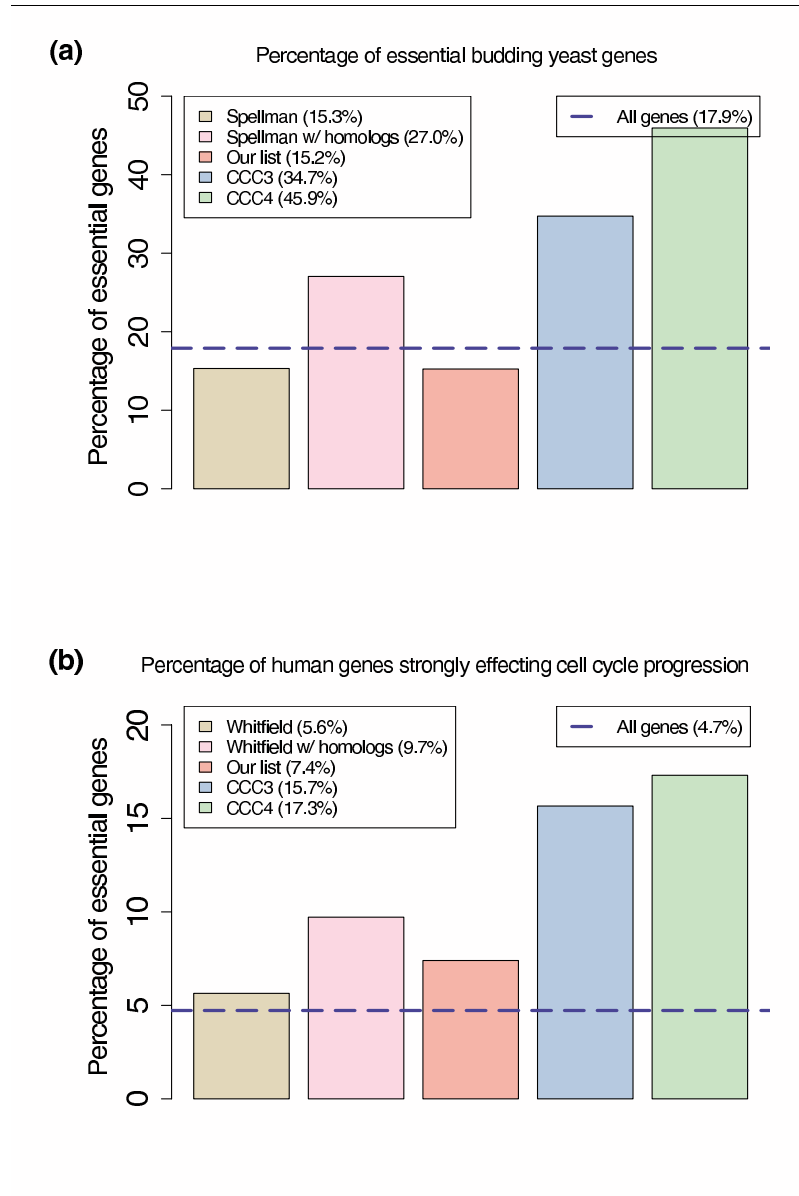 (a)
Percentage of essential budding yeast genes
Percentage of essential genes
50
40
30
20
10
0
Spellman (15.3%)
Spellman w/ homologs (27.0%)
Our list (15.2%)
CCC3 (34.7%)
CCC4 (45.9%)
All genes (17.9%)
(b)
Percentage of human genes strongly effecting cell cycle progression
Percentage of essential genes
20
15
10
5
0
Whitfield (5.6%)
Whitfield w/ homologs (9.7%)
Our list (7.4%)
CCC3 (15.7%)
CCC4 (17.3%)
All genes (4.7%)